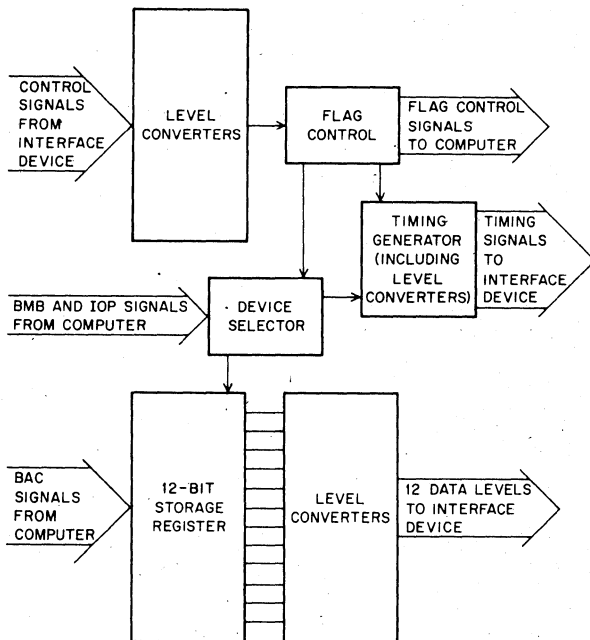 CONTROL
SIGNALS
FROM
INTERFACE
DEVICE
LEVEL
CONVERTERS
FLAG
CONTROL
FLAG CONTROL
SIGNALS
TO COMPUTER
TIMING
GENERATOR
(INCLUDING
LEVEL
CONVERTERS)
TIMING
SIGNALS
TO
INTERFACE
DEVICE
BMB AND IOP SIGNALS
FROM COMPUTER
DEVICE
SELECTOR
BAC
SIGNALS
FROM
COMPUTER
12-BIT
STORAGE
REGISTER
LEVEL
CONVERTERS
12 DATA LEVELS
TO INTERFACE
DEVICE